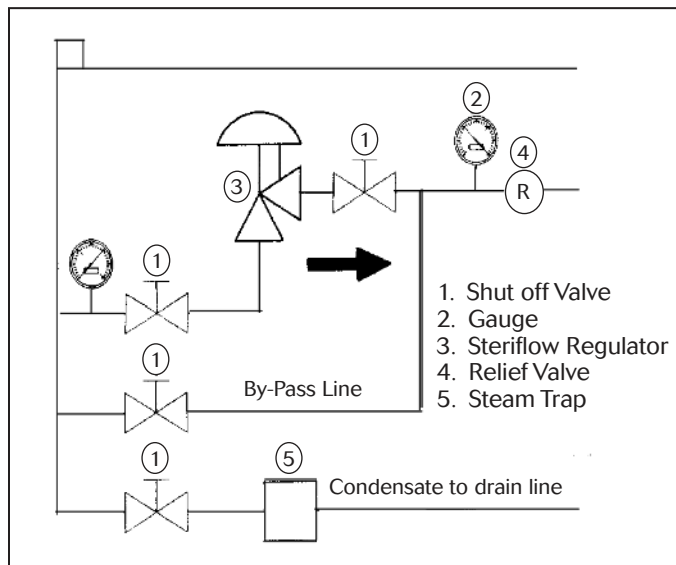 2
1
4
3
R
1
1. Shut off Valve
2. Gauge
3. Steriflow Regulator
4. Relief Valve
5. Steam Trap
1
By-Pass Line
1
5
Condensate to drain line